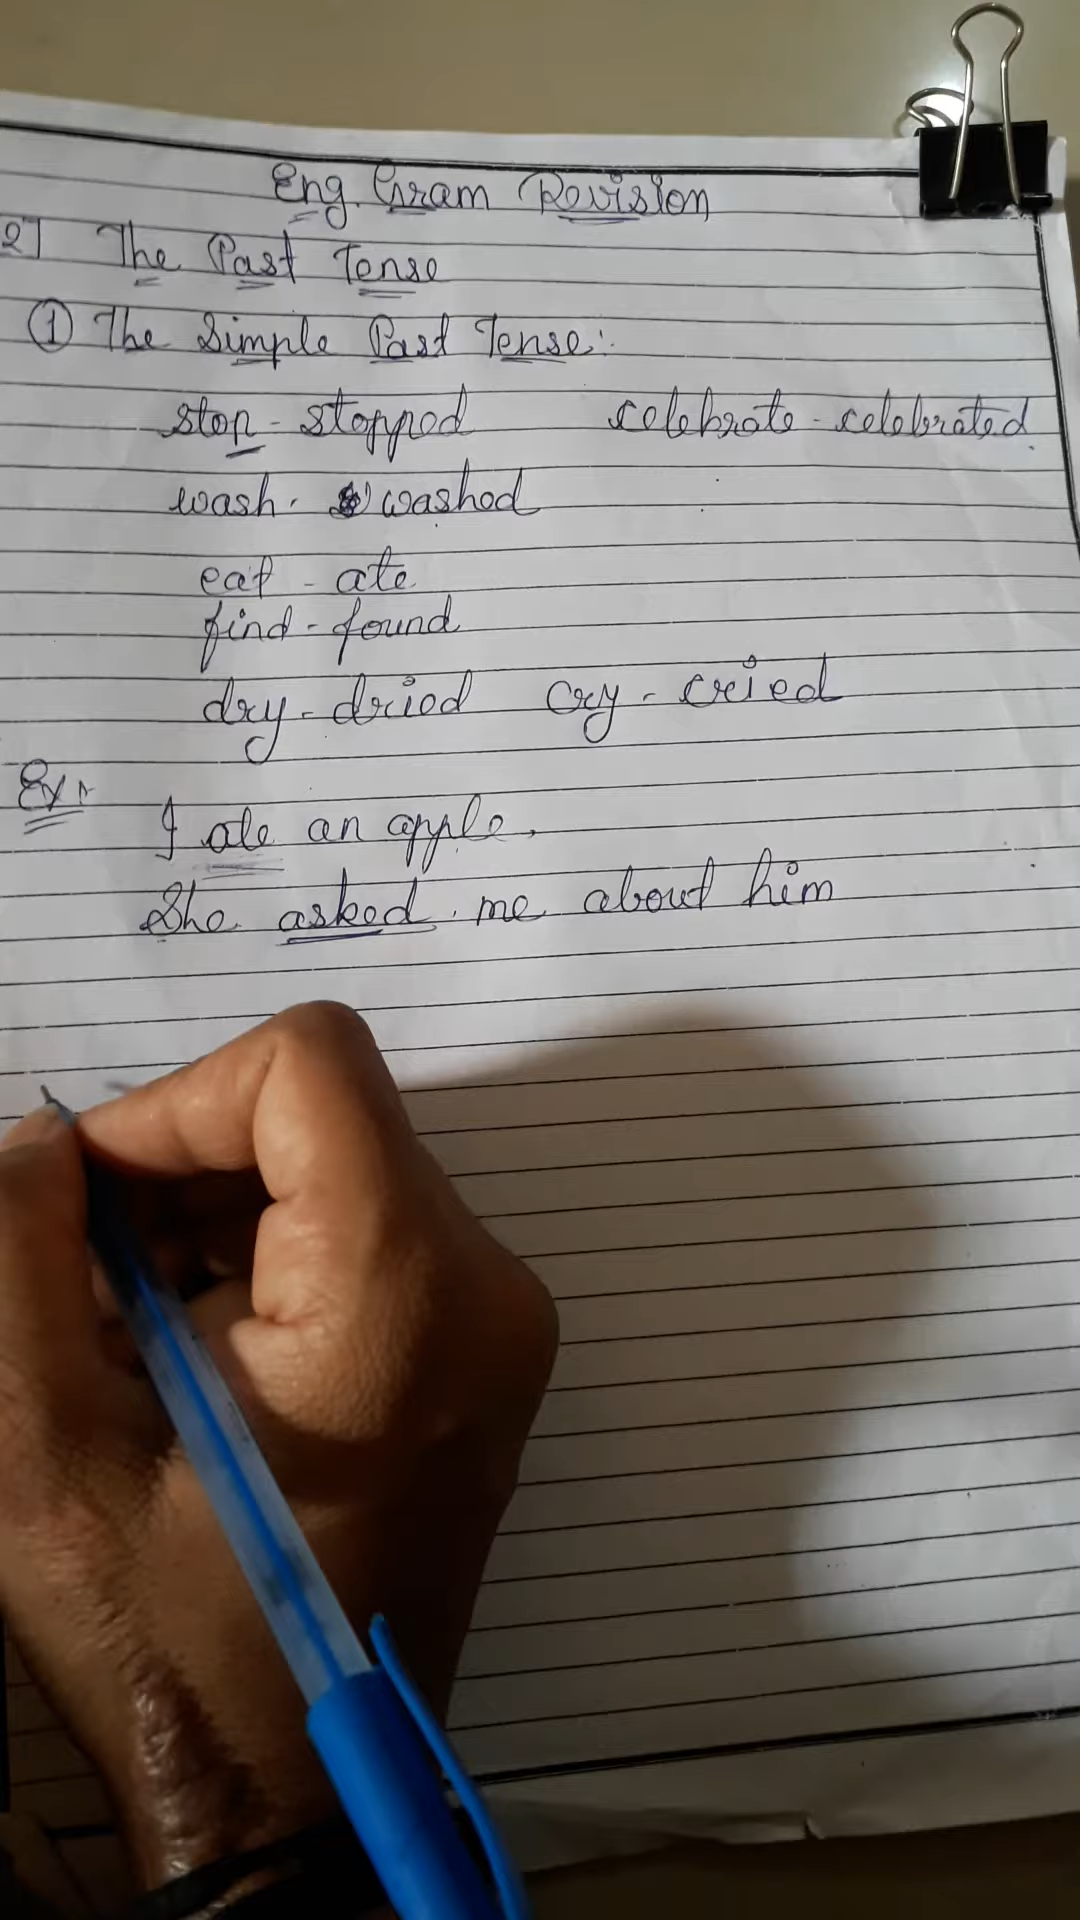 Eng. Gram Revision
2] The Past Tense
① The Simple Past Tense:
stop - stopped celebrate - celebrated
wash - washed
eat - ate
find - found
dry - dried cry - cried
Ex:
I ate an apple.
She asked me about him